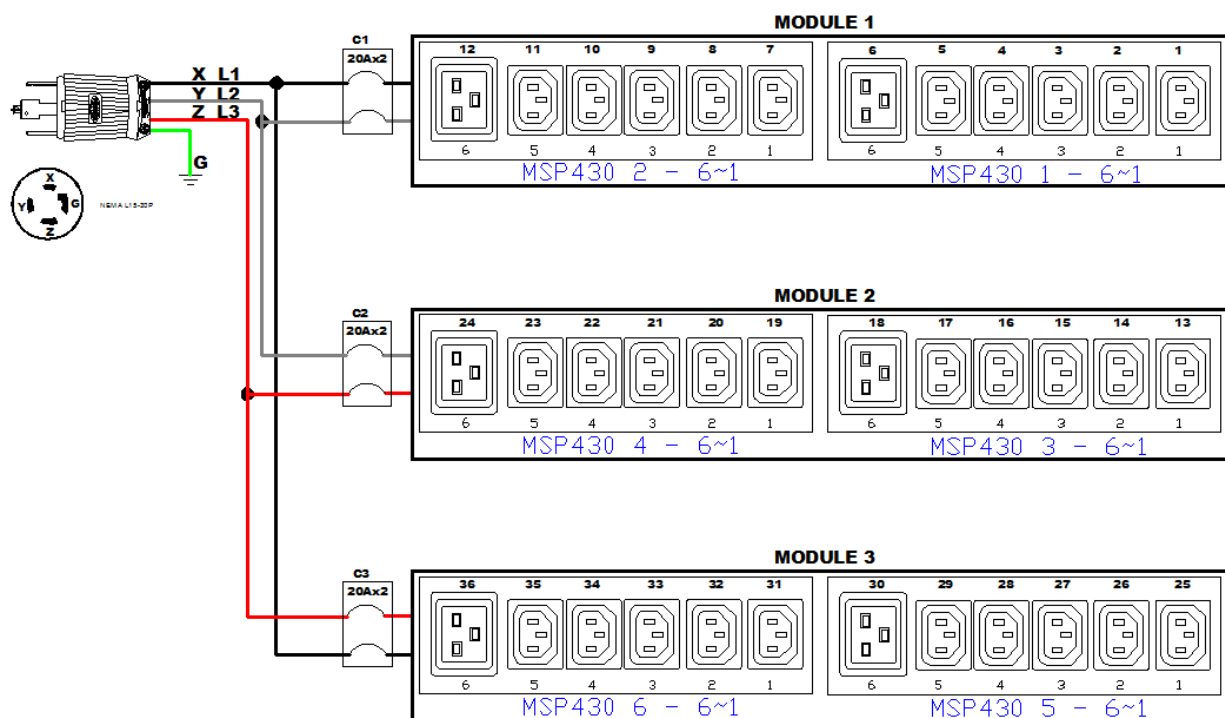 MODULE 1
C1
20Ax2
12 11 10 9 8 7 6 5 4 3 2 1
X L1
Y L2
Z L3
6 5 4 3 2 1 6 5 4 3 2 1
MSP430 2 - 6~1 MSP430 1 - 6~1
G
X
Y G
Z
MODULE 2
C2
20Ax2
24 23 22 21 20 19 18 17 16 15 14 13
6 5 4 3 2 1 6 5 4 3 2 1
MSP430 4 - 6~1 MSP430 3 - 6~1
MODULE 3
C3
20Ax2
36 35 34 33 32 31 30 29 28 27 26 25
6 5 4 3 2 1 6 5 4 3 2 1
MSP430 6 - 6~1 MSP430 5 - 6~1